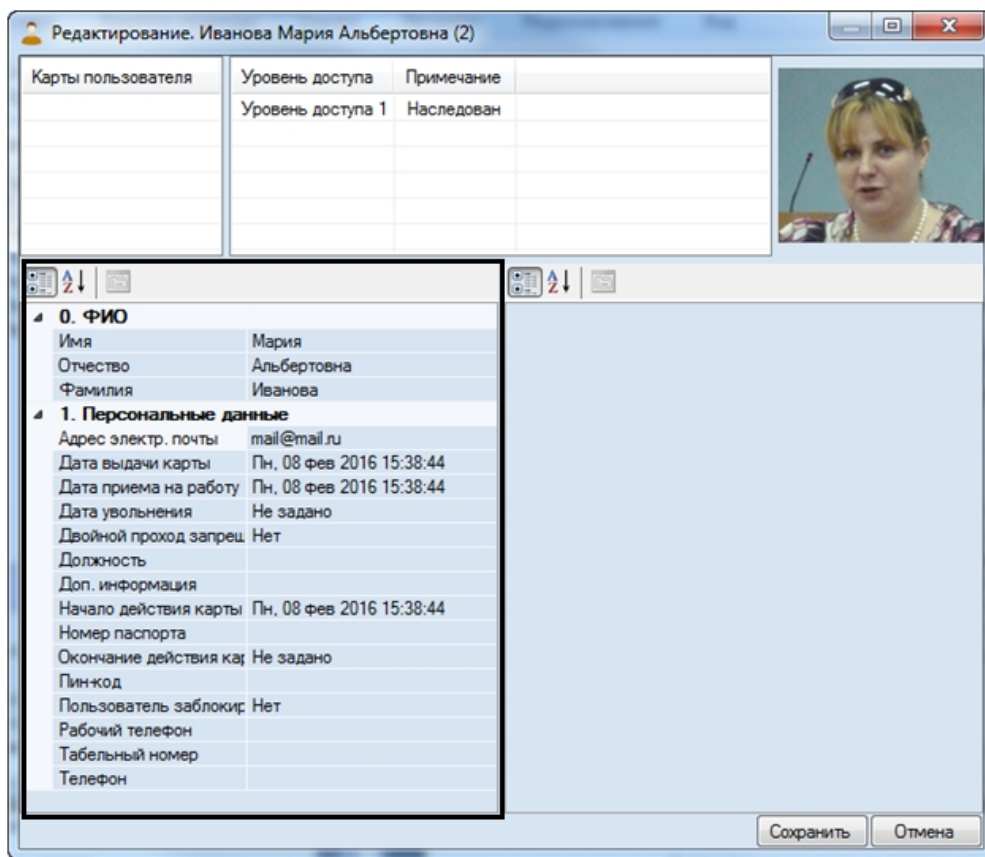 Редактирование. Иванова Мария Альбертовна (2)
Карты пользователя Уровень доступа Примечание
Уровень доступа 1 Наследован
0. ФИО
Имя Мария
Отчество Альбертовна
Фамилия Иванова
1. Персональные данные
Адрес электр. почты mail@mail.ru
Дата выдачи карты Пн, 08 фев 2016 15:38:44
Дата приема на работу Пн, 08 фев 2016 15:38:44
Дата увольнения Не задано
Двойной проход запрещ Нет
Должность
Доп. информация
Начало действия карты Пн, 08 фев 2016 15:38:44
Номер паспорта
Окончание действия кар Не задано
Пин-код
Пользователь заблокир Нет
Рабочий телефон
Табельный номер
Телефон
Сохранить Отмена